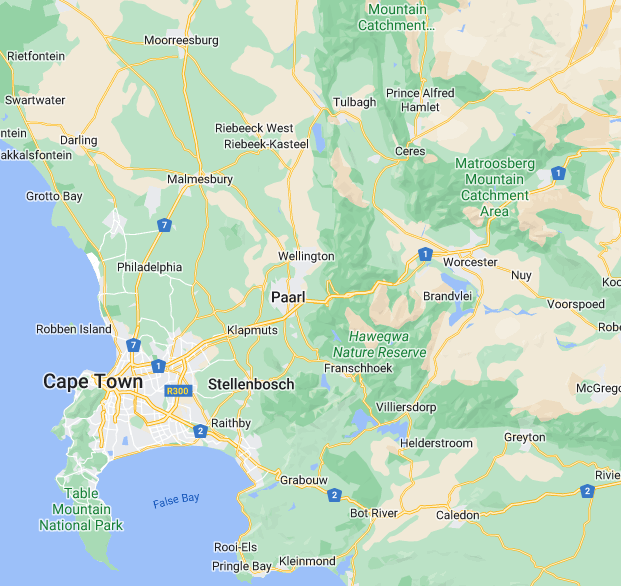 Mountain
Catchment...
Moorreesburg
Rietfontein
Prince Alfred
Hamlet
Swartwater
Tulbagh
Riebeeck West
ntein
Darling
Riebeek-Kasteel
Ceres
akkalsfontein
Matroosberg
Mountain
Catchment
Area
1
Malmesbury
Grotto Bay
7
Wellington
1
Worcester
Philadelphia
Nuy
Koo
Paarl
Brandvlei
Voorspoed
Robben Island
Klapmuts
Robe
7
Haweqwa
Nature Reserve
1
Franschhoek
Cape Town
R300
Stellenbosch
McGrego
Villiersdorp
Raithby
2
Helderstroom
Greyton
Rivie
Grabouw
Table
Mountain
National Park
False Bay
2
2
Bot River
Caledon
Rooi-Els
Kleinmond
Pringle Bay